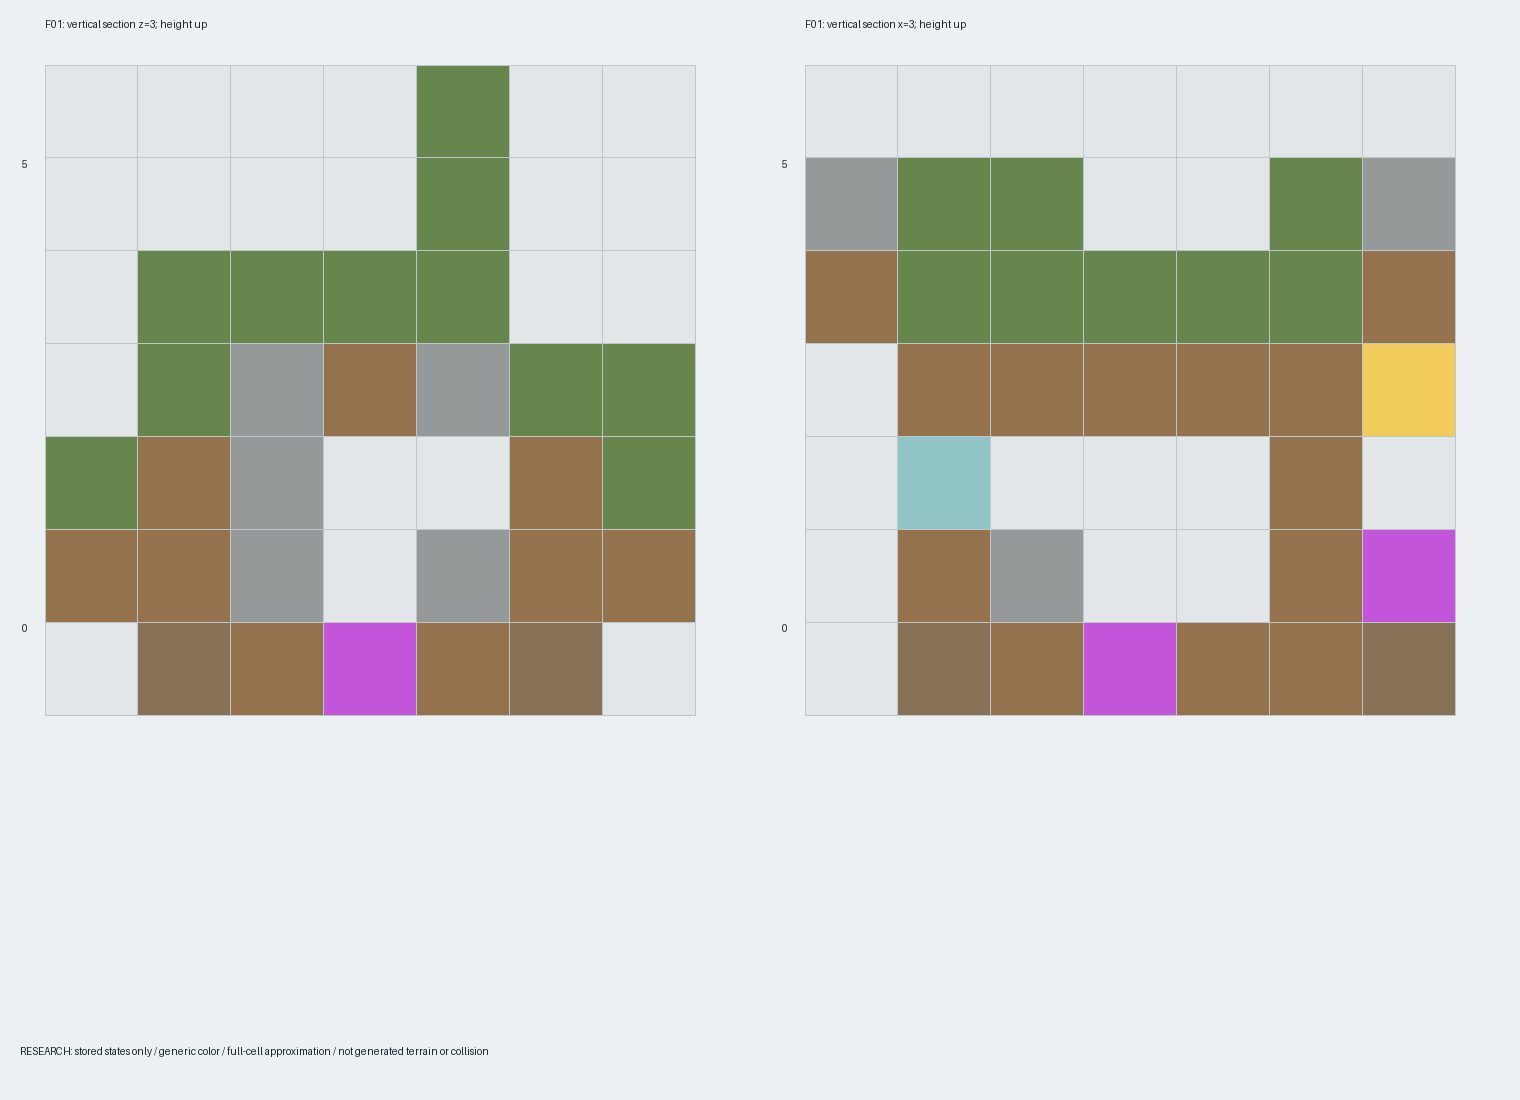 F01: vertical section z=3; height up
F01: vertical section x=3; height up
5
5
0
0
RESEARCH: stored states only / generic color / full-cell approximation / not generated terrain or collision